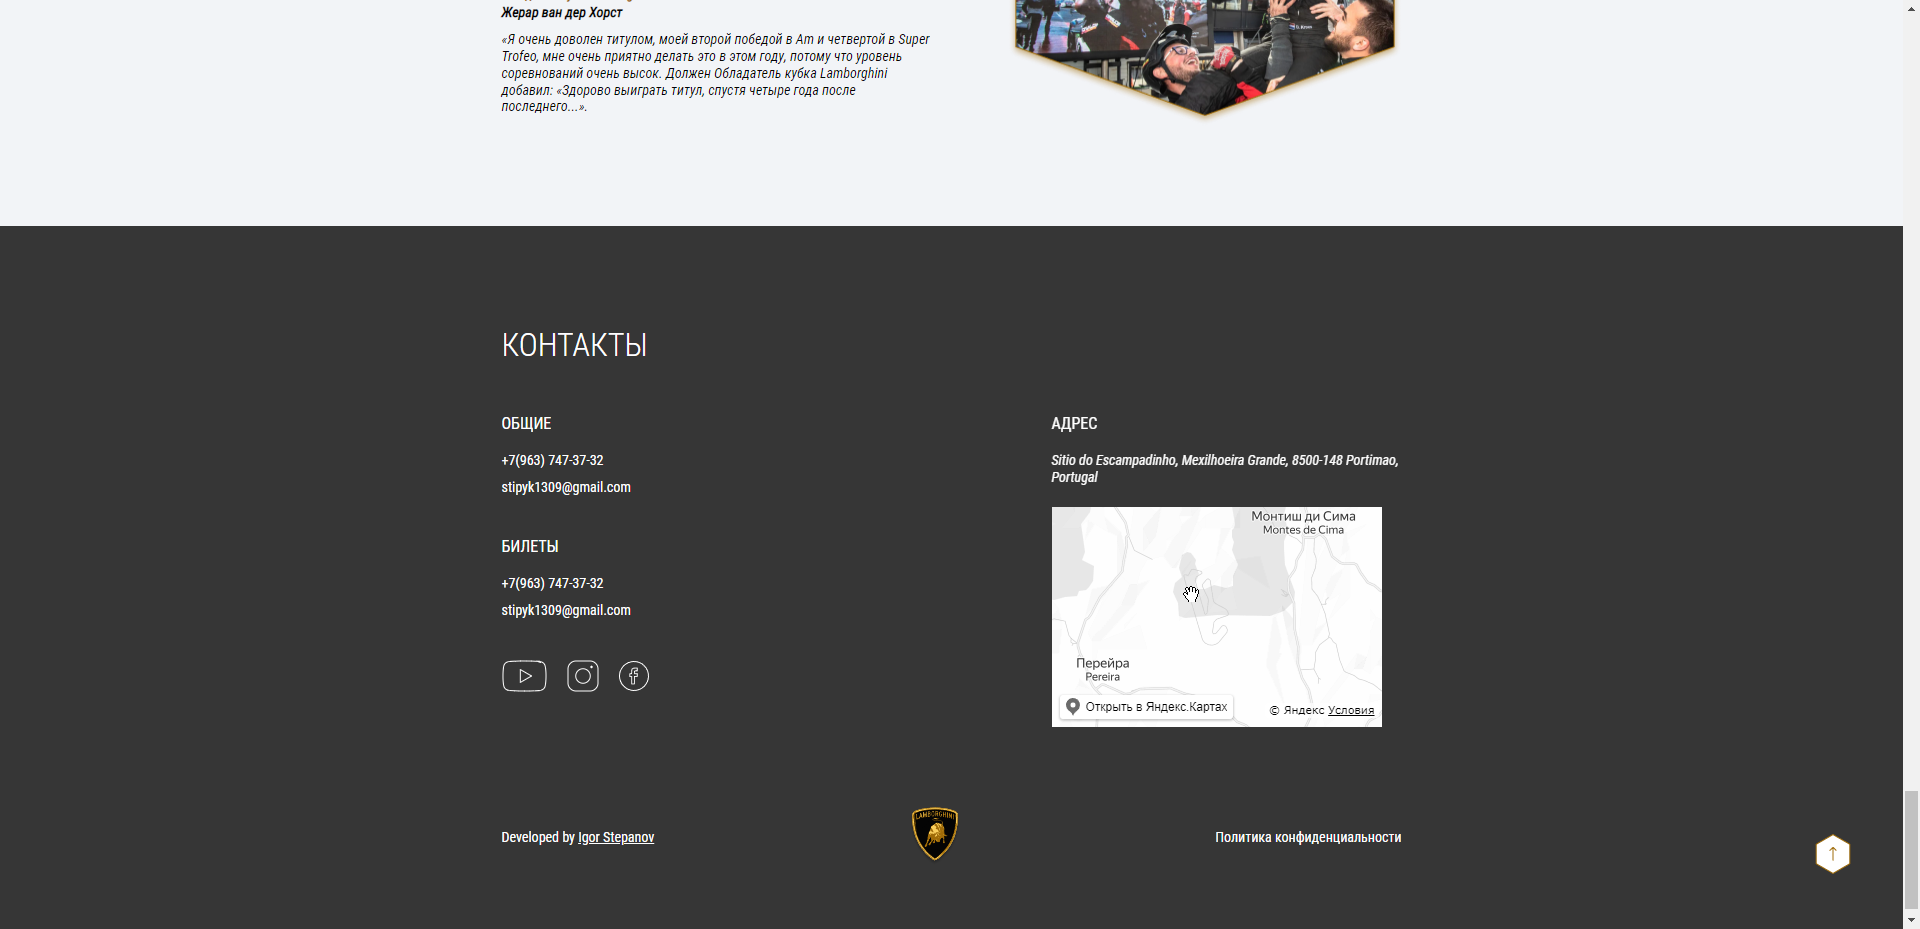 Жерар ван дер Хорст
«Я очень доволен титулом, моей второй победой в Am и четвертой в Super
Trofeo, мне очень приятно делать это в этом году, потому что уровень
соревнований очень высок. Должен Обладатель кубка Lamborghini
добавил: «Здорово выиграть титул, спустя четыре года после
последнего...».
КОНТАКТЫ
ОБЩИЕ
+7(963) 747-37-32
stipyk1309@gmail.com
БИЛЕТЫ
+7(963) 747-37-32
stipyk1309@gmail.com
АДРЕС
Sitio do Escampadinho, Mexilhoeira Grande, 8500-148 Portimao,
Portugal
Монтиш ди Сима
Montes de Cima
Перейра
Pereira
Открыть в Яндекс.Картах
© Яндекс Условия
Developed by Igor Stepanov
LAMBORGHINI
Политика конфиденциальности